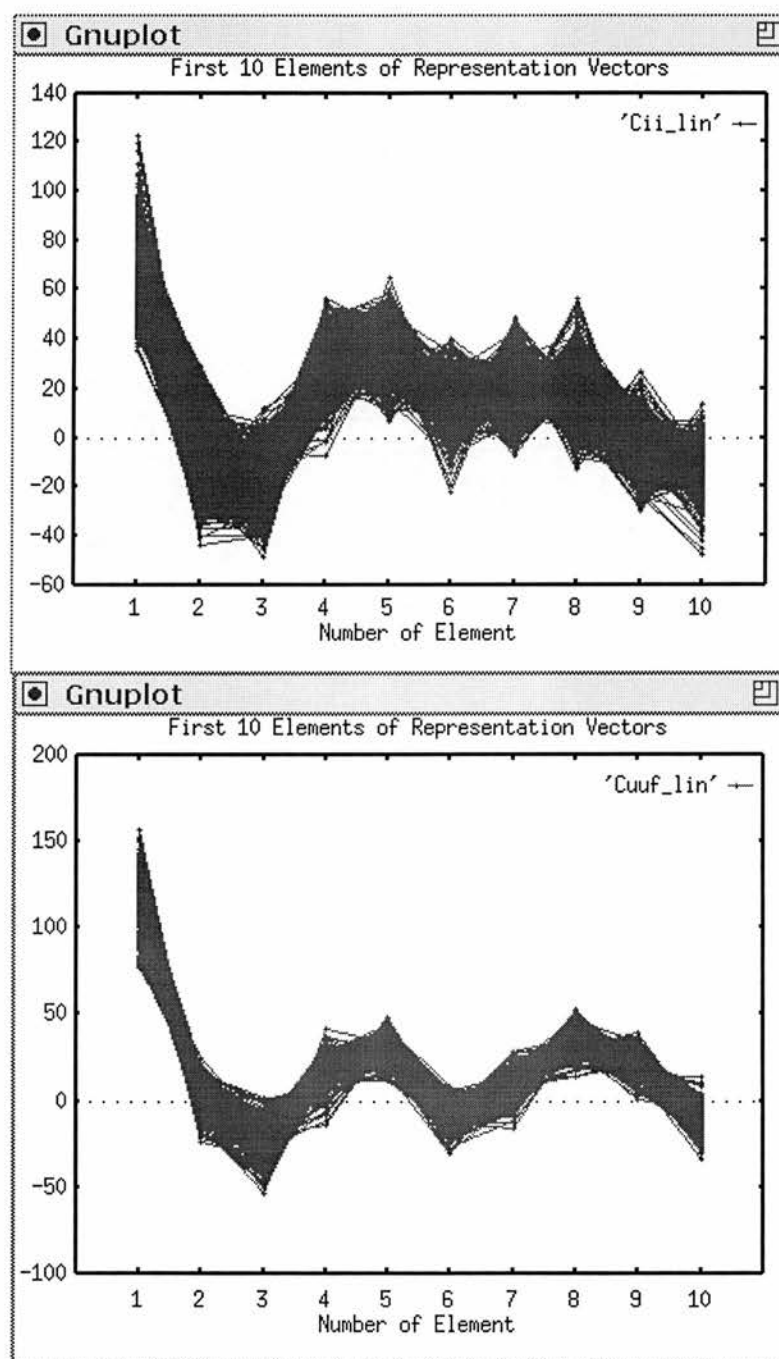 Gnuplot
First 10 Elements of Representation Vectors
140
'Cii_lin'
120
100
80
60
40
20
0
-20
-40
-60
1 2 3 4 5 6 7 8 9 10
Number of Element
Gnuplot
First 10 Elements of Representation Vectors
200
'Cuuf_lin'
150
100
50
0
-50
-100
1 2 3 4 5 6 7 8 9 10
Number of Element